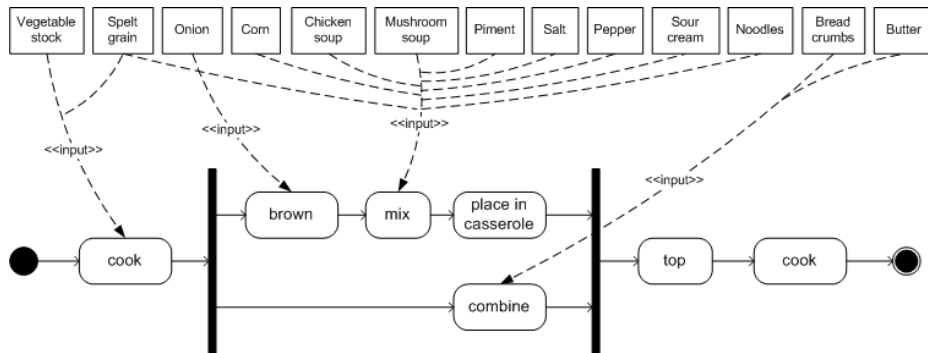 Vegetable
stock
Spelt
grain
Onion
Corn
Chicken
soup
Mushroom
soup
Piment
Salt
Pepper
Sour
cream
Noodles
Bread
crumbs
Butter
<<input>>
<<input>>
<<input>>
<<input>>
brown
mix
place in
casserole
cook
top
cook
combine